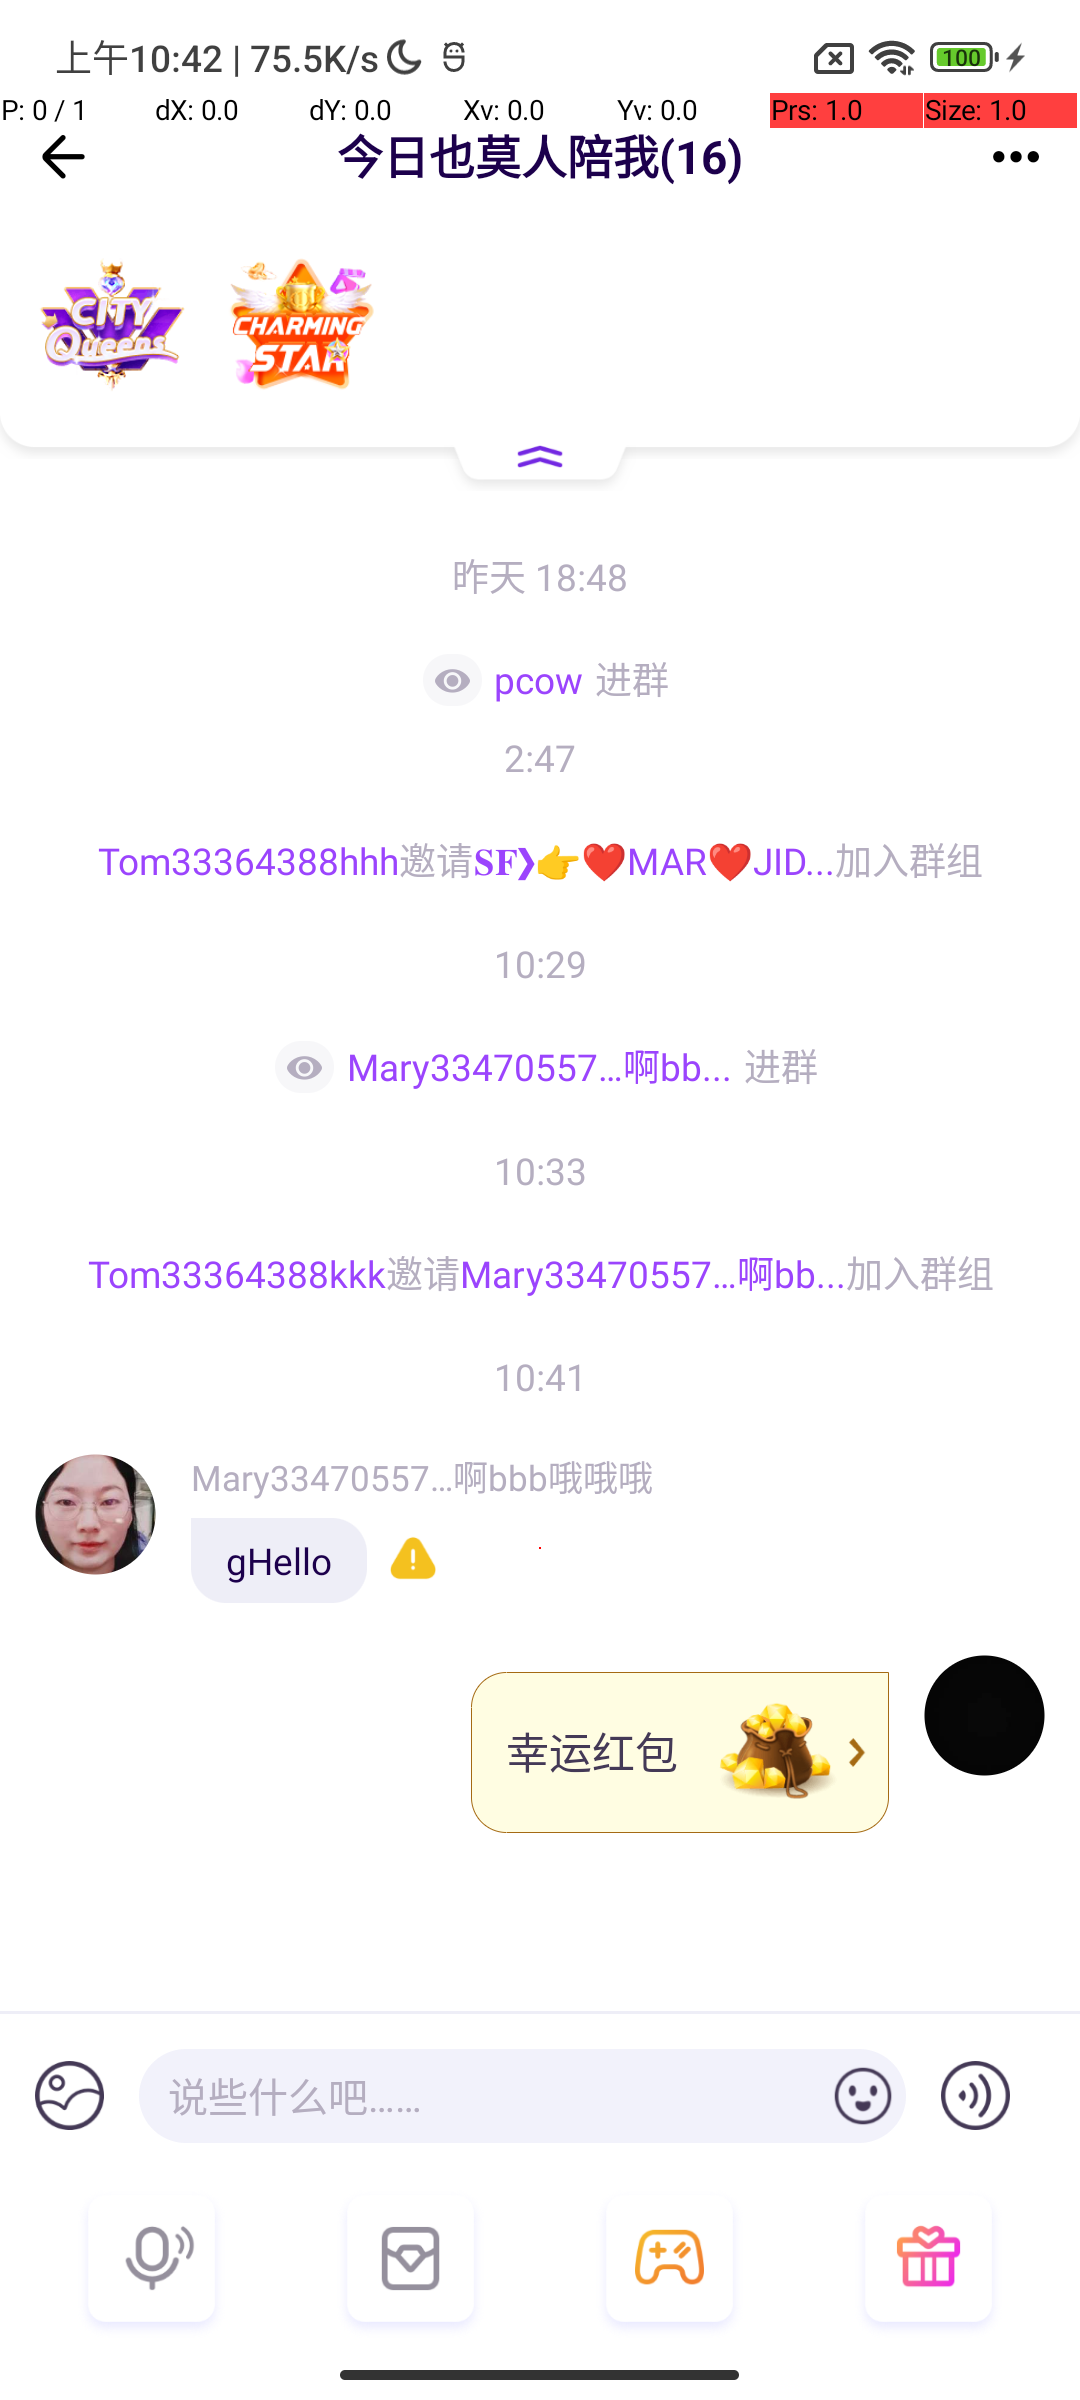 上午10:42 | 75.5K/s
100
P: 0 / 1 dX: 0.0 dY: 0.0 Xv: 0.0 Yv: 0.0 Prs: 1.0 Size: 1.0
今日也莫人陪我(16)
CITY
Queens
CHARMING
STAR
昨天 18:48
pcow 进群
2:47
Tom33364388hhh邀请𝐒𝐅❯👉❤️MAR❤️JID...加入群组
10:29
Mary33470557...啊bb... 进群
10:33
Tom33364388kkk邀请Mary33470557...啊bb...加入群组
10:41
Mary33470557...啊bbb哦哦哦
gHello
幸运红包
说些什么吧......